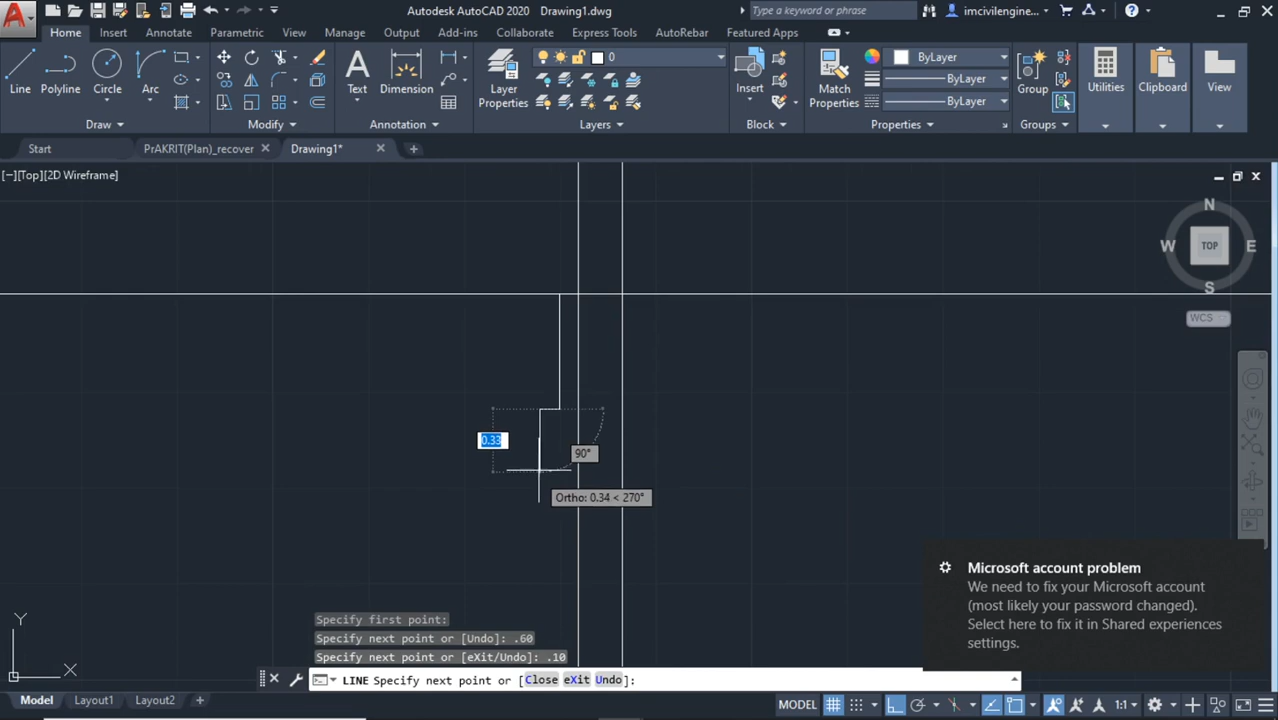 Autodesk AutoCAD 2020 Drawing1.dwg
Type a keyword or phrase
imcivilengine...
Home Insert Annotate Parametric View Manage Output Add-ins Collaborate Express Tools AutoRebar Featured Apps
0
ByLayer
ByLayer
ByLayer
Line Polyline Circle Arc
Text Dimension
Layer Properties
Insert
Match Properties
Group
Utilities
Clipboard
View
Draw Modify Annotation Layers Block Properties Groups
Start PrAKRIT(Plan)_recover Drawing1*
[−][Top][2D Wireframe]
N
W TOP E
S
WCS
0.33
90°
Ortho: 0.34 < 270°
Microsoft account problem
We need to fix your Microsoft account
(most likely your password changed).
Select here to fix it in Shared experiences
settings.
Y
X
Specify first point:
Specify next point or [Undo]: .60
Specify next point or [eXit/Undo]: .10
LINE Specify next point or [Close eXit Undo]:
Model Layout1 Layout2
MODEL 1:1